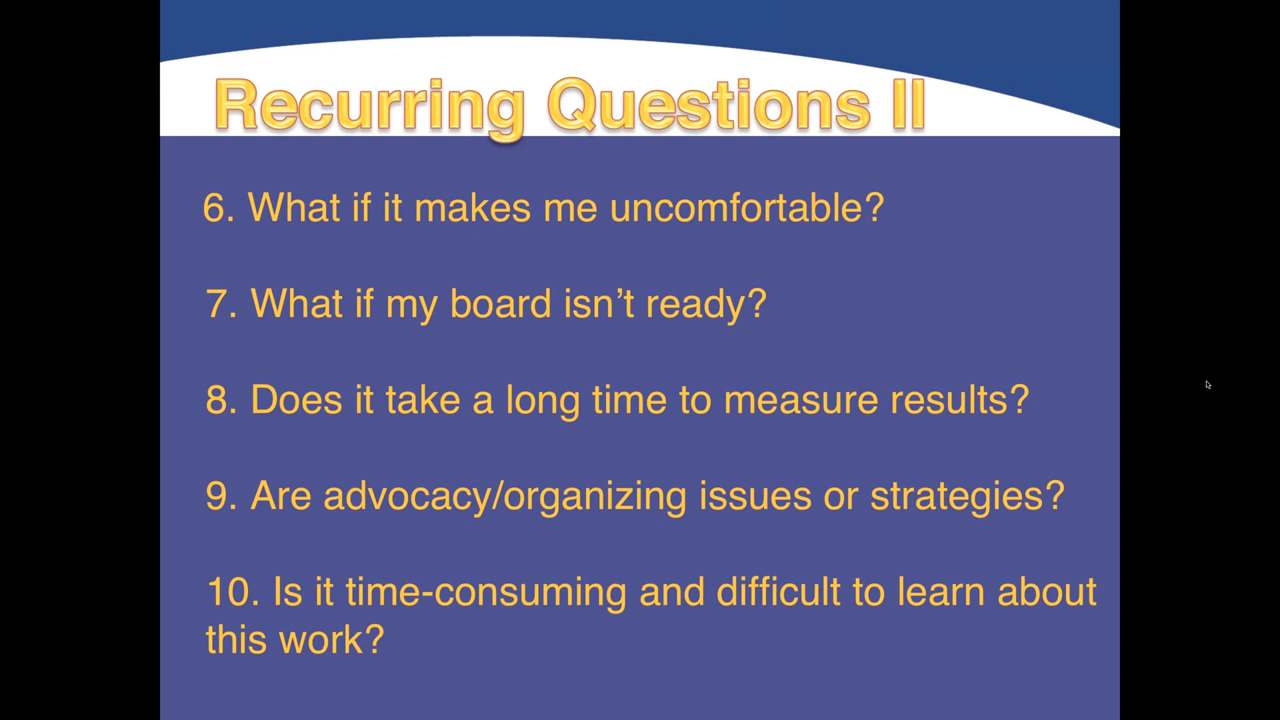 Recurring Questions II
6. What if it makes me uncomfortable?
7. What if my board isn’t ready?
8. Does it take a long time to measure results?
9. Are advocacy/organizing issues or strategies?
10. Is it time-consuming and difficult to learn about
this work?